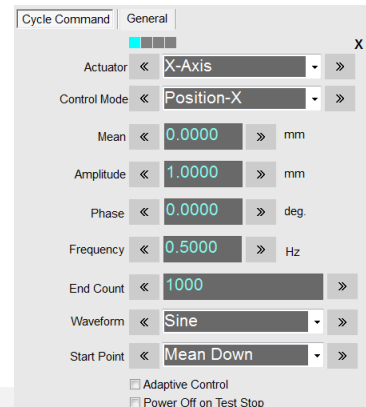 Cycle Command General
X
Actuator « X-Axis »
Control Mode « Position-X »
Mean « 0.0000 » mm
Amplitude « 1.0000 » mm
Phase « 0.0000 » deg.
Frequency « 0.5000 » Hz
End Count « 1000 »
Waveform « Sine »
Start Point « Mean Down »
Adaptive Control
Power Off on Test Stop